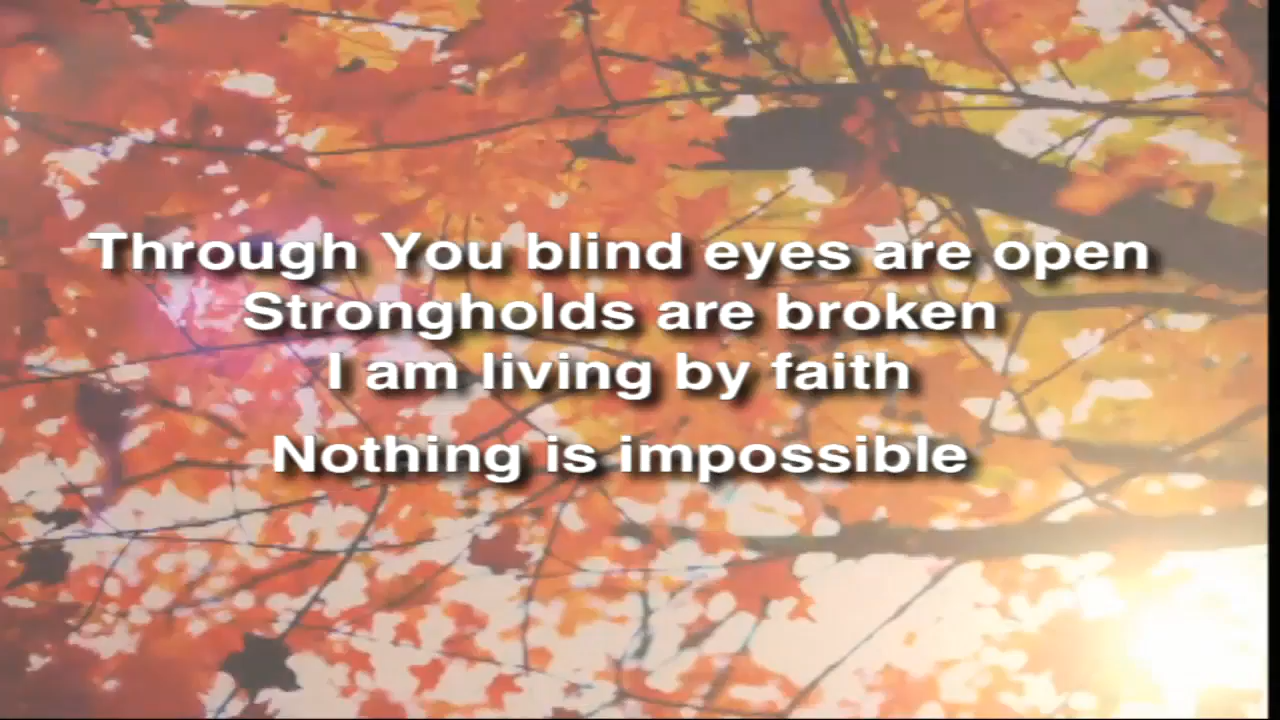 Through You blind eyes are open
Strongholds are broken
I am living by faith
Nothing is impossible